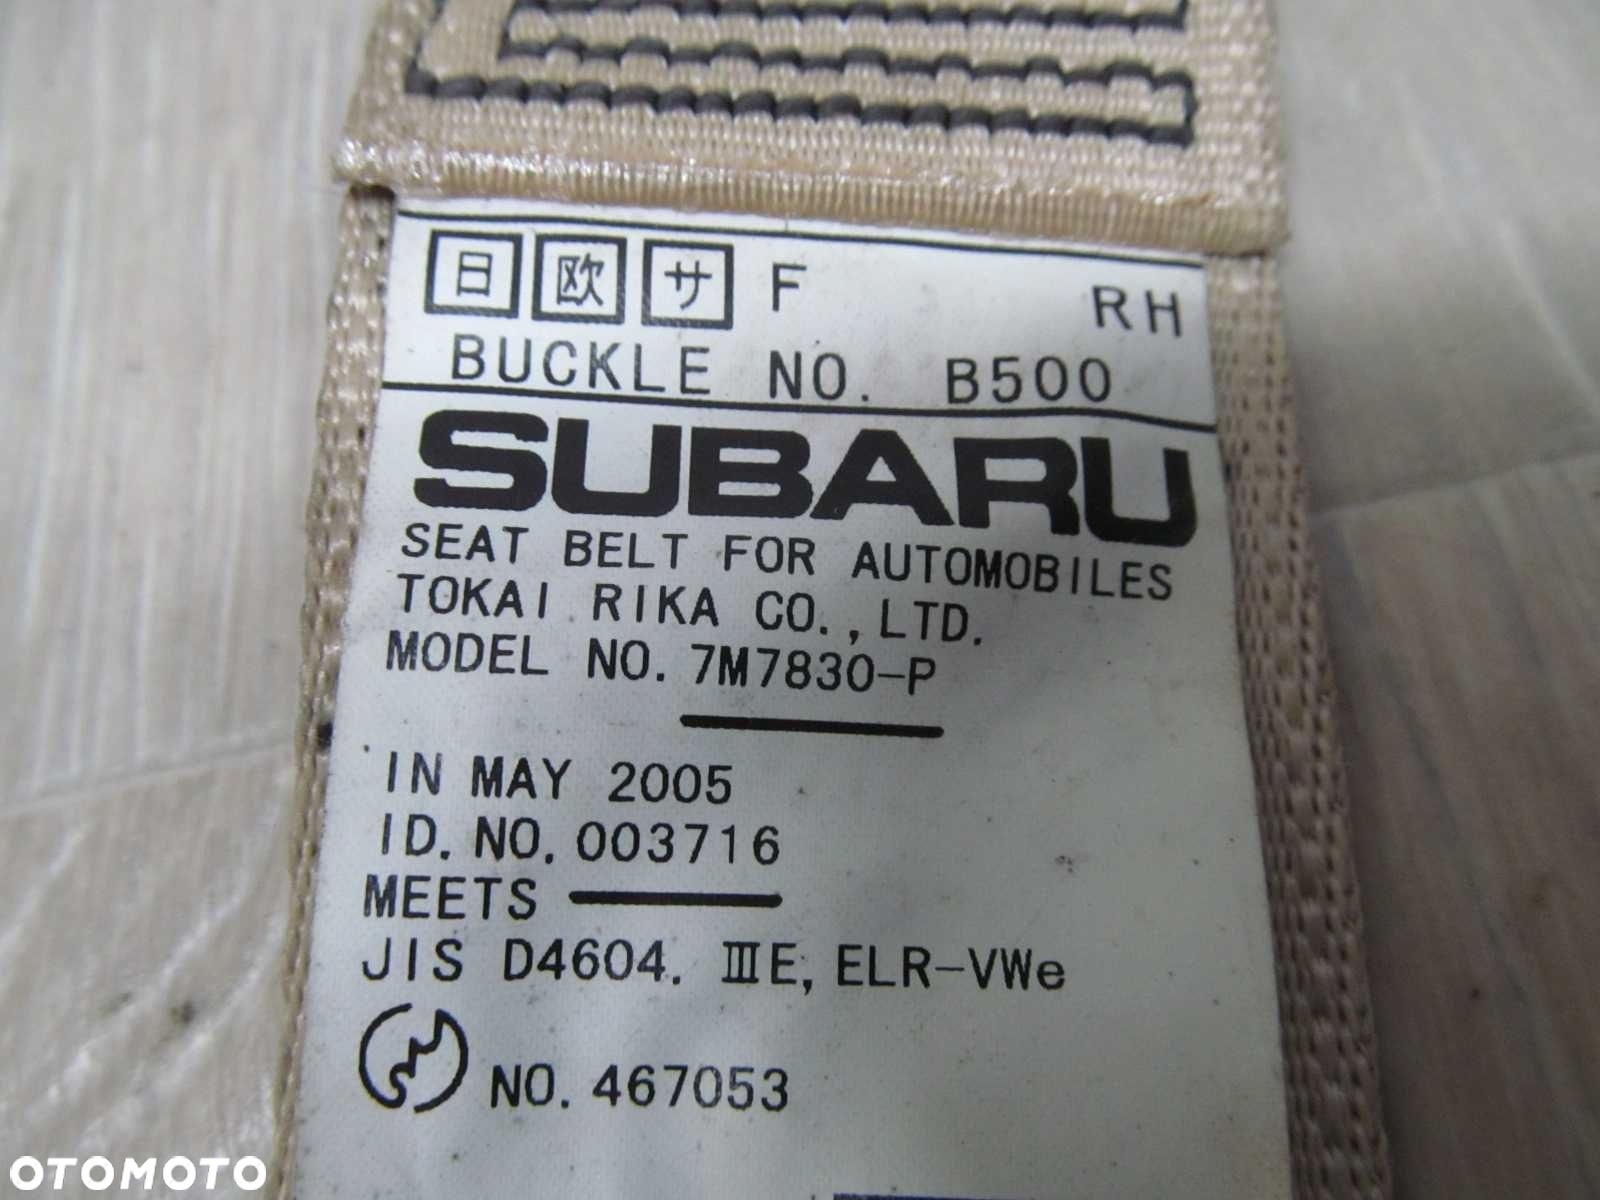 日 欧 サ F RH
BUCKLE NO. B500
SUBARU
SEAT BELT FOR AUTOMOBILES
TOKAI RIKA CO., LTD.
MODEL NO. 7M7830-P
IN MAY 2005
ID. NO. 003716
MEETS
JIS D4604. ⅢE, ELR-VWe
NO. 467053
OTOMOTO